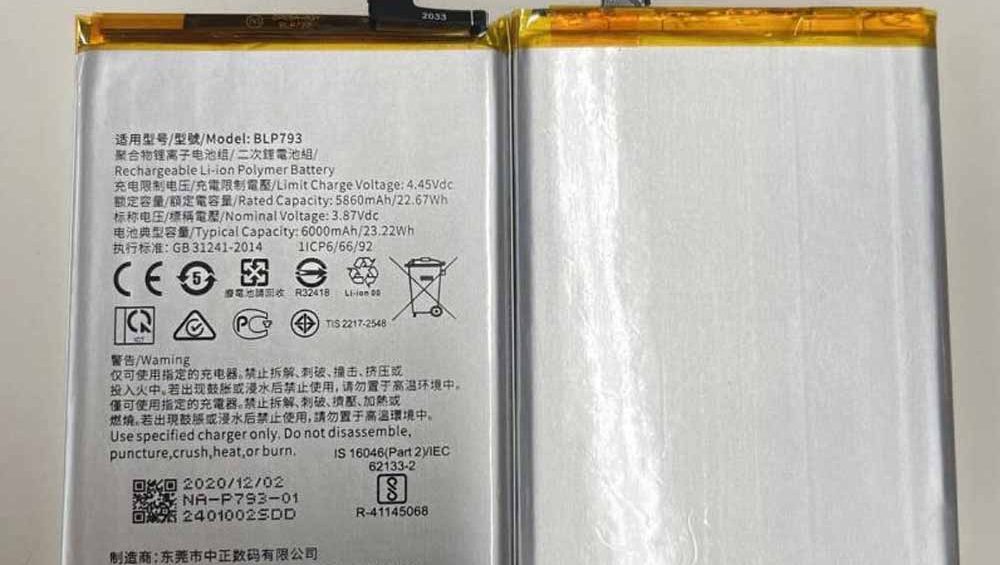 2033
适用型号/型號/Model: BLP793
聚合物锂离子电池组/二次鋰電池組/
Rechargeable Li-ion Polymer Battery
充电限制电压/充電限制電壓/Limit Charge Voltage: 4.45Vdc
额定容量/額定電容量/Rated Capacity: 5860mAh/22.67Wh
标称电压/標稱電壓/Nominal Voltage: 3.87Vdc
电池典型容量/Typical Capacity: 6000mAh/23.22Wh
执行标准: GB 31241-2014 1ICP6/66/92
CE 5 廢電池請回收 R32418 Li-ion 00
PC TIS 2217-2548
警告/Warning
仅可使用指定的充电器。禁止拆解、刺破、撞击、挤压或
投入火中。若出现鼓胀或浸水后禁止使用，请勿置于高温环境中。
僅可使用指定的充電器。禁止拆解、刺破、擠壓、加熱或
燃燒。若出現鼓脹或浸水后禁止使用，請勿置于高溫環境中。
Use specified charger only. Do not disassemble,
puncture,crush,heat,or burn.
IS 16046(Part 2)/IEC
62133-2
2020/12/02
NA-P793-01
2401002SDD
R-41145068
制造商：东莞市中正数码有限公司